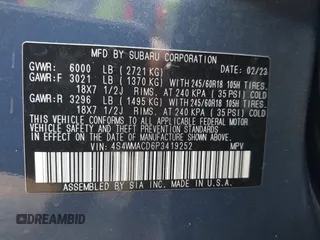 MFD. BY SUBARU CORPORATION 02/23
GVWR: 6000 LB (2721 KG)
GAWR:F 3021 LB (1370 KG) WITH 245/60R18 105H TIRES,
18X7 1/2J RIMS, AT 240 KPA ( 35 PSI) COLD
GAWR:R 3296 LB (1495 KG) WITH 245/60R18 105H TIRES,
18X7 1/2J RIMS, AT 240 KPA ( 35 PSI) COLD
THIS VEHICLE CONFORMS TO ALL APPLICABLE
FEDERAL MOTOR VEHICLE SAFETY, BUMPER, AND
THEFT PREVENTION STANDARDS IN EFFECT ON THE
DATE OF MANUFACTURE SHOWN ABOVE.
VIN: 4S4WMACD6P3419252 MPV
ASSEMBLED BY SIA INC. MADE IN U.S.A.
DREAMBID